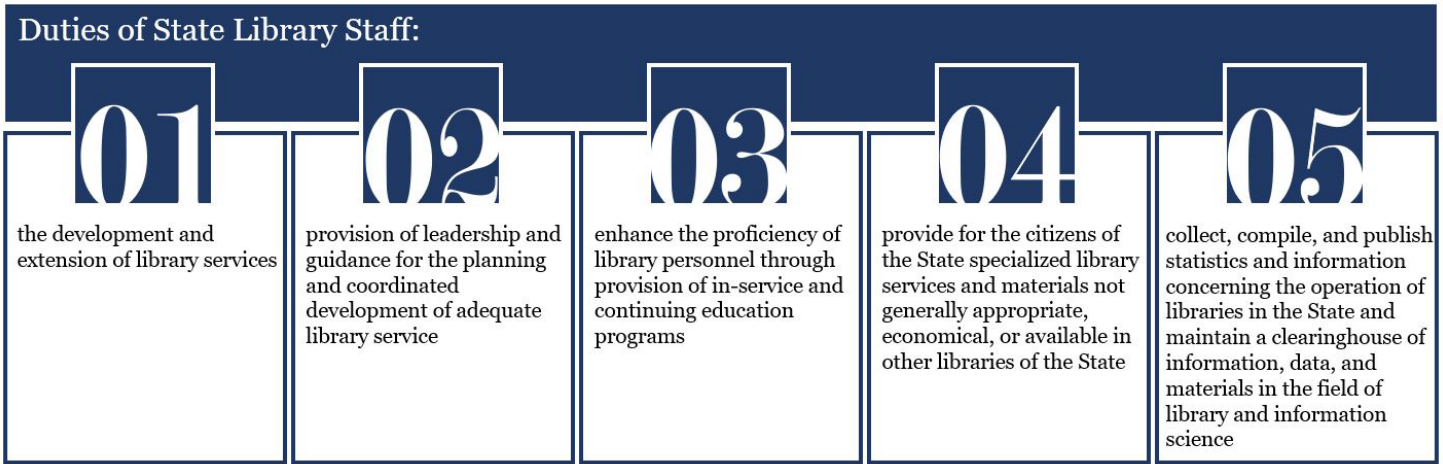 Duties of State Library Staff:
01
the development and
extension of library services
02
provision of leadership and
guidance for the planning
and coordinated
development of adequate
library service
03
enhance the proficiency of
library personnel through
provision of in-service and
continuing education
programs
04
provide for the citizens of
the State specialized library
services and materials not
generally appropriate,
economical, or available in
other libraries of the State
05
collect, compile, and publish
statistics and information
concerning the operation of
libraries in the State and
maintain a clearinghouse of
information, data, and
materials in the field of
library and information
science